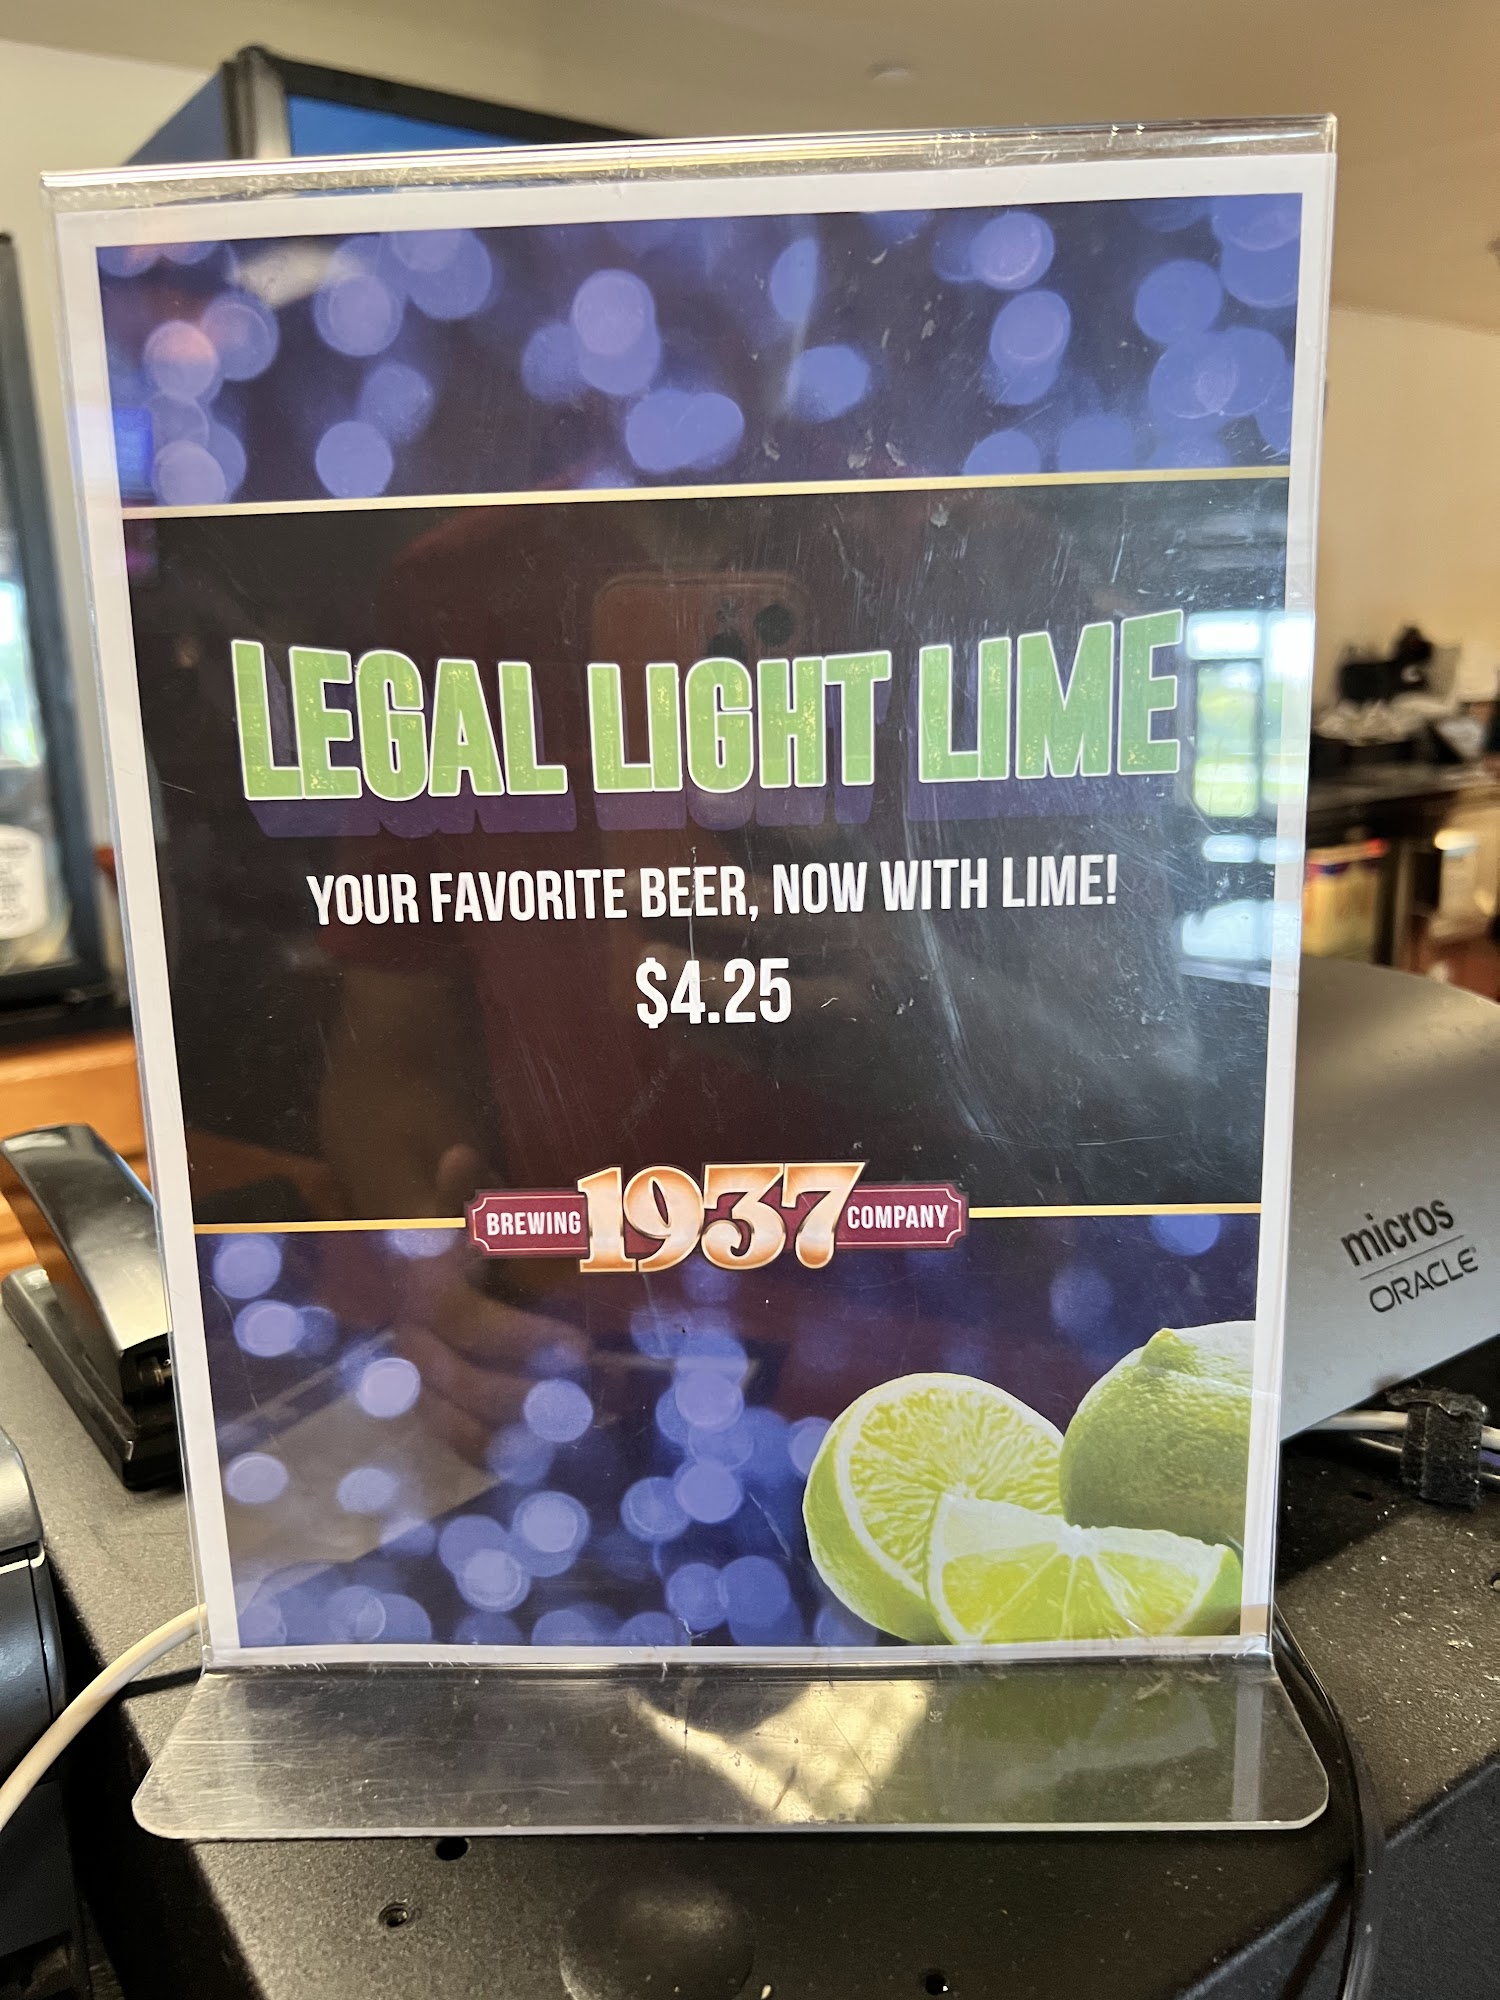 LEGAL LIGHT LIME
YOUR FAVORITE BEER, NOW WITH LIME!
$4.25
BREWING 1937 COMPANY
micros
ORACLE